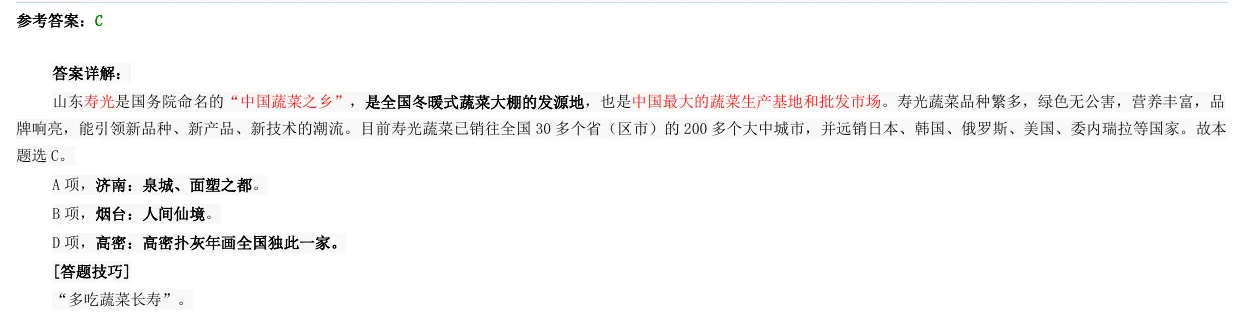 参考答案：C
答案详解：
山东寿光是国务院命名的“中国蔬菜之乡”，是全国冬暖式蔬菜大棚的发源地，也是中国最大的蔬菜生产基地和批发市场。寿光蔬菜品种繁多，绿色无公害，营养丰富，品
牌响亮，能引领新品种、新产品、新技术的潮流。目前寿光蔬菜已销往全国 30 多个省（区市）的 200 多个大中城市，并远销日本、韩国、俄罗斯、美国、委内瑞拉等国家。故本
题选 C。
A 项，济南：泉城、面塑之都。
B 项，烟台：人间仙境。
D 项，高密：高密扑灰年画全国独此一家。
[答题技巧]
“多吃蔬菜长寿”。